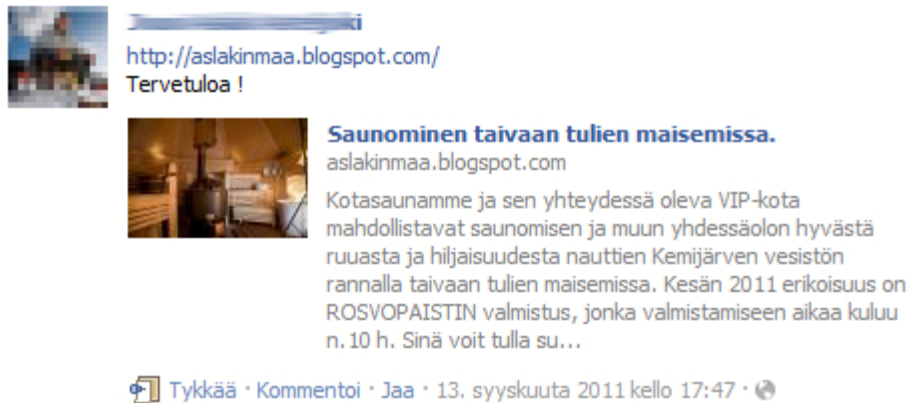 http://aslakinmaa.blogspot.com/
Tervetuloa !
Saunominen taivaan tulien maisemissa.
aslakinmaa.blogspot.com
Kotasaunamme ja sen yhteydessä oleva VIP-kota
mahdollistavat saunomisen ja muun yhdessäolon hyvästä
ruuasta ja hiljaisuudesta nauttien Kemijärven vesistön
rannalla taivaan tulien maisemissa. Kesän 2011 erikoisuus on
ROSVOPAISTIN valmistus, jonka valmistamiseen aikaa kuluu
n.10 h. Sinä voit tulla su...
Tykkää · Kommentoi · Jaa · 13. syyskuuta 2011 kello 17:47 ·